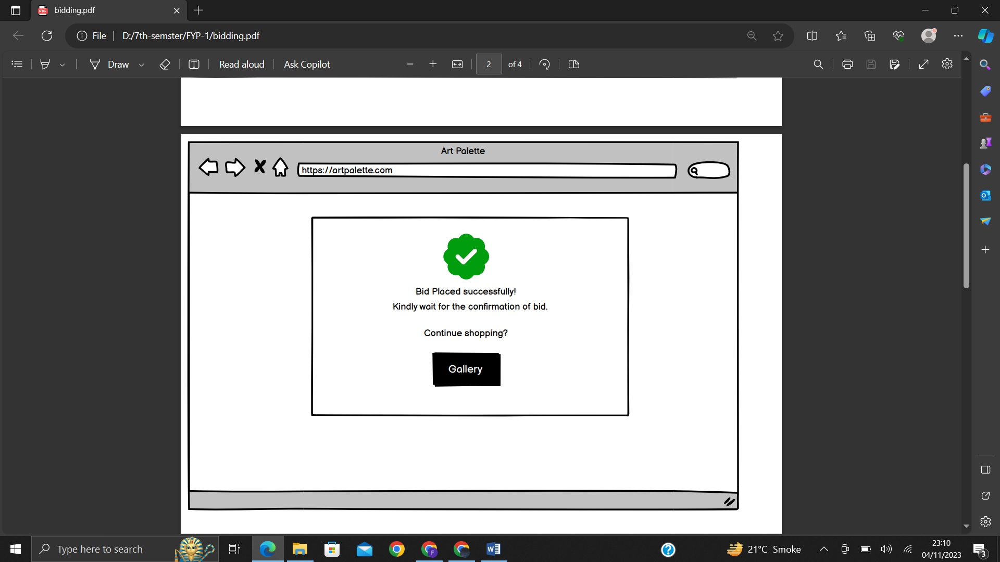 bidding.pdf
File
D:/7th-semster/FYP-1/bidding.pdf
Draw
Read aloud
Ask Copilot
2
of 4
Art Palette
https://artpalette.com
Bid Placed successfully!
Kindly wait for the confirmation of bid.
Continue shopping?
Gallery
Type here to search
21°C Smoke
23:10
04/11/2023
3